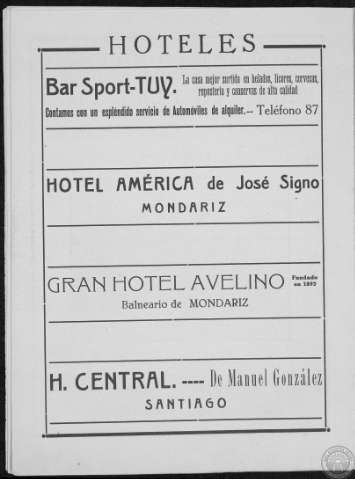 HOTELES
Bar Sport-TUY. La casa mejor surtida en helados, licores, cervezas,
repostería y conservas de alta calidad
Contamos con un espléndido servicio de Automóviles de alquiler.-- Teléfono 87
HOTEL AMÉRICA de José Signo
MONDARIZ
GRAN HOTEL AVELINO Fundado
en 1893
Balneario de MONDARIZ
H. CENTRAL. ---- De Manuel González
SANTIAGO